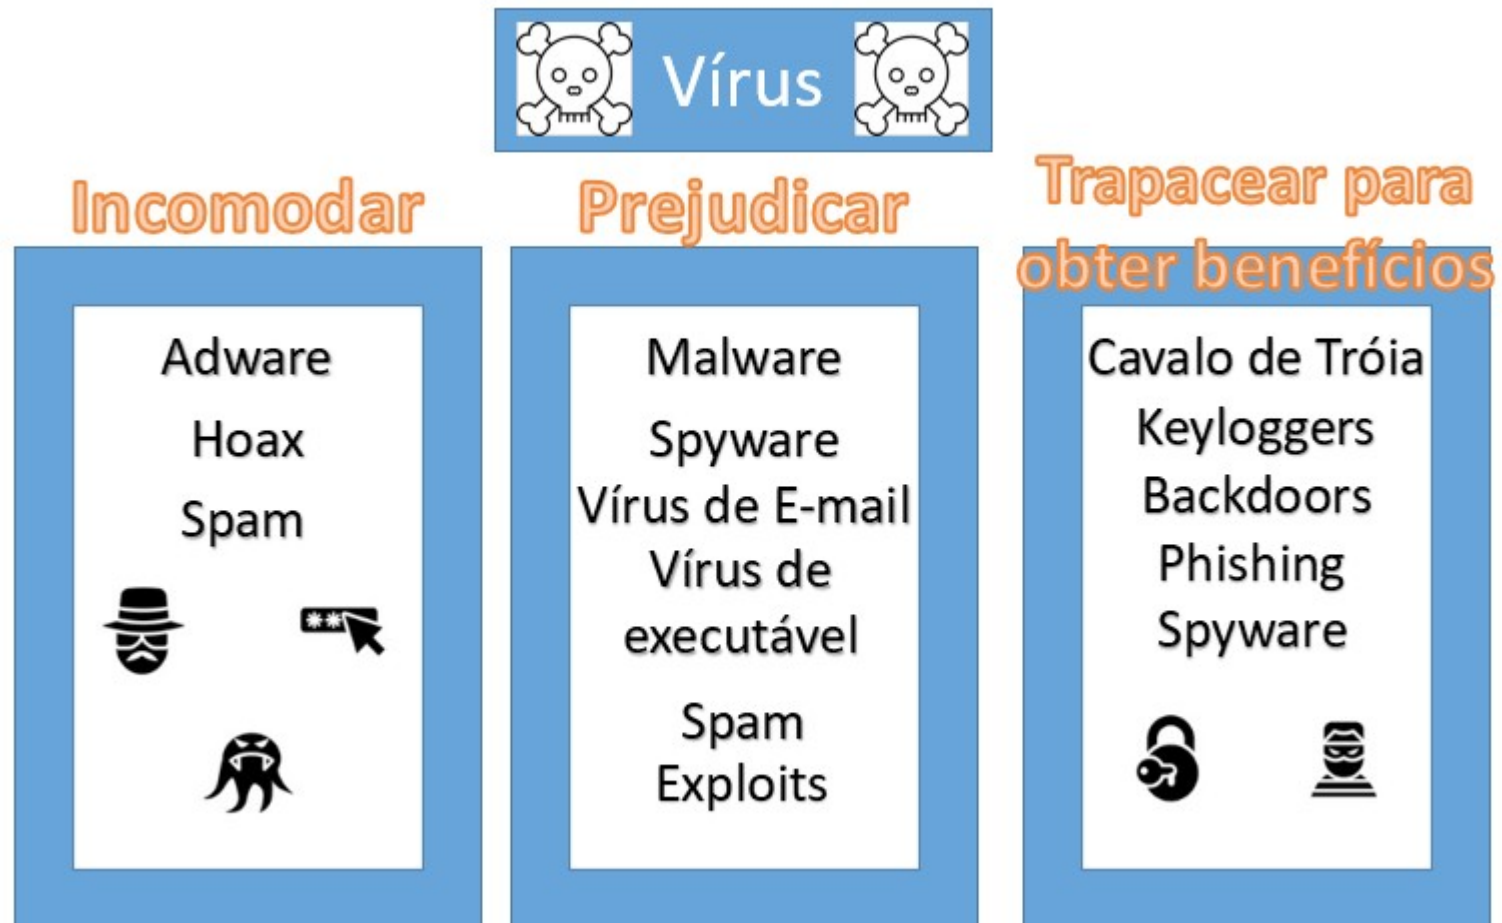 Vírus
Incomodar
Adware
Hoax
Spam
**
Prejudicar
Malware
Spyware
Vírus de E-mail
Vírus de
executável
Spam
Exploits
Trapacear para
obter benefícios
Cavalo de Tróia
Keyloggers
Backdoors
Phishing
Spyware